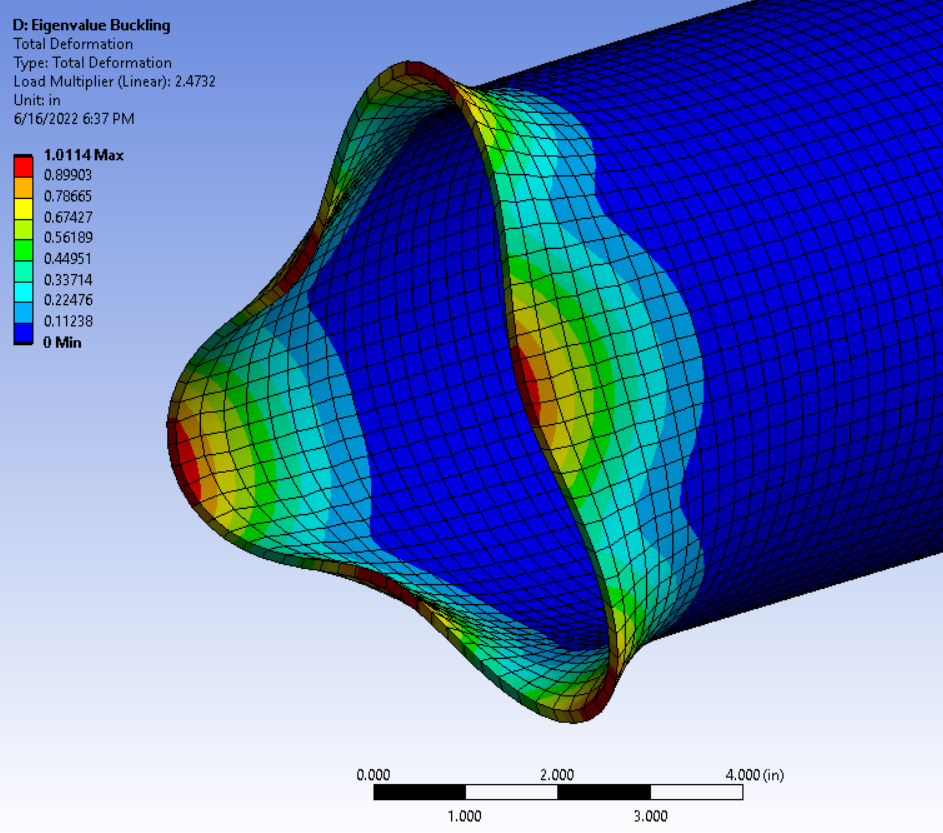 D: Eigenvalue Buckling
Total Deformation
Type: Total Deformation
Load Multiplier (Linear): 2.4732
Unit: in
6/16/2022 6:37 PM
1.0114 Max
0.89903
0.78665
0.67427
0.56189
0.44951
0.33714
0.22476
0.11238
0 Min
0.000 2.000 4.000 (in)
1.000 3.000